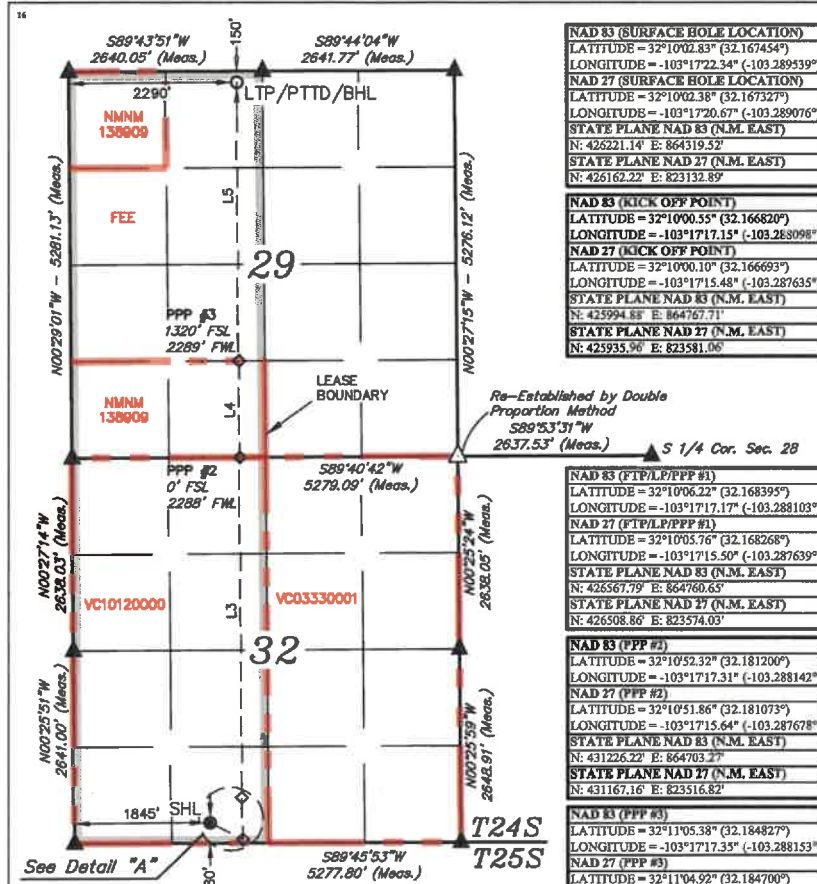 16
S89°43'51"W
2640.05' (Meas.)
150'
S89°44'04"W
2641.77' (Meas.)
2290'
LTP/PTTD/BHL
NMNM
138909
N00°29'01"W - 5281.13' (Meas.)
L5
N00°27'15"W - 5276.12' (Meas.)
FEE
29
PPP #3
1320' FSL
2289' FWL
LEASE
BOUNDARY
NMNM
138909
L4
Re-Established by Double
Proportion Method
S89°53'31"W
2637.53' (Meas.)
S 1/4 Cor. Sec. 28
PPP #2
0' FSL
2288' FWL
S89°40'42"W
5279.09' (Meas.)
N00°27'14"W
2638.03' (Meas.)
N00°25'24"W
2638.05' (Meas.)
VC10120000
L3
VC03330001
32
N00°25'51"W
2641.00' (Meas.)
N00°25'59"W
2648.91' (Meas.)
1845'
SHL
T24S
T25S
See Detail "A"
80'
S89°45'53"W
5277.80' (Meas.)
NAD 83 (SURFACE HOLE LOCATION)
LATITUDE = 32°10'02.83" (32.167454°)
LONGITUDE = -103°17'22.34" (-103.289539°)
NAD 27 (SURFACE HOLE LOCATION)
LATITUDE = 32°10'02.38" (32.167327°)
LONGITUDE = -103°17'20.67" (-103.289076°)
STATE PLANE NAD 83 (N.M. EAST)
N: 426221.14' E: 864319.52'
STATE PLANE NAD 27 (N.M. EAST)
N: 426162.22' E: 823132.89'
NAD 83 (KICK OFF POINT)
LATITUDE = 32°10'00.55" (32.166820°)
LONGITUDE = -103°17'17.15" (-103.288098°)
NAD 27 (KICK OFF POINT)
LATITUDE = 32°10'00.10" (32.166693°)
LONGITUDE = -103°17'15.48" (-103.287635°)
STATE PLANE NAD 83 (N.M. EAST)
N: 425994.88' E: 864767.71'
STATE PLANE NAD 27 (N.M. EAST)
N: 425935.96' E: 823581.06'
NAD 83 (FTP/LP/PPP #1)
LATITUDE = 32°10'06.22" (32.168395°)
LONGITUDE = -103°17'17.17" (-103.288103°)
NAD 27 (FTP/LP/PPP #1)
LATITUDE = 32°10'05.76" (32.168268°)
LONGITUDE = -103°17'15.50" (-103.287639°)
STATE PLANE NAD 83 (N.M. EAST)
N: 426567.79' E: 864760.65'
STATE PLANE NAD 27 (N.M. EAST)
N: 426508.86' E: 823574.03'
NAD 83 (PPP #2)
LATITUDE = 32°10'52.32" (32.181200°)
LONGITUDE = -103°17'17.31" (-103.288142°)
NAD 27 (PPP #2)
LATITUDE = 32°10'51.86" (32.181073°)
LONGITUDE = -103°17'15.64" (-103.287678°)
STATE PLANE NAD 83 (N.M. EAST)
N: 431226.22' E: 864703.27'
STATE PLANE NAD 27 (N.M. EAST)
N: 431167.16' E: 823516.82'
NAD 83 (PPP #3)
LATITUDE = 32°11'05.38" (32.184827°)
LONGITUDE = -103°17'17.35" (-103.288153°)
NAD 27 (PPP #3)
LATITUDE = 32°11'04.92" (32.184700°)